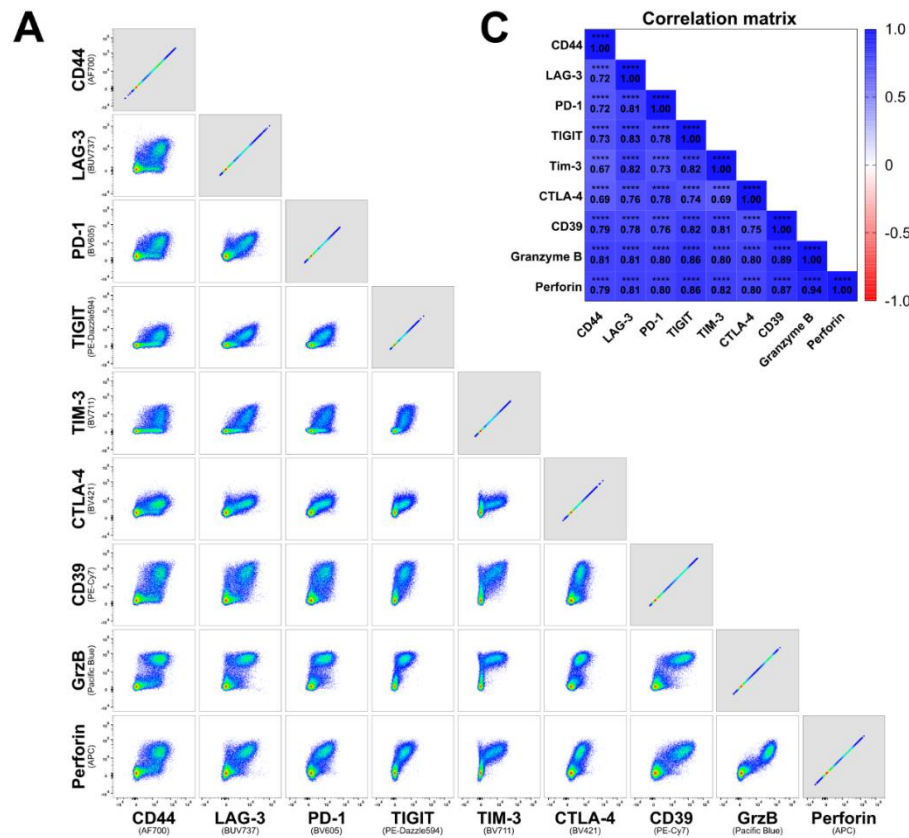 A
C
Correlation matrix
CD44
(AF700)
LAG-3
(BUV737)
PD-1
(BV605)
TIGIT
(PE-Dazzle594)
TIM-3
(BV711)
CTLA-4
(BV421)
CD39
(PE-Cy7)
GrzB
(Pacific Blue)
Perforin
(APC)
CD44 LAG-3 PD-1 TIGIT TIM-3 CTLA-4 CD39 GrzB Perforin
(AF700) (BUV737) (BV605) (PE-Dazzle594) (BV711) (BV421) (PE-Cy7) (Pacific Blue) (APC)
****
CD44 1.00
**** ****
LAG-3 0.72 1.00
**** **** ****
PD-1 0.72 0.81 1.00
**** **** **** ****
TIGIT 0.73 0.83 0.78 1.00
**** **** **** **** ****
Tim-3 0.67 0.82 0.73 0.82 1.00
**** **** **** **** **** ****
CTLA-4 0.69 0.76 0.78 0.74 0.69 1.00
**** **** **** **** **** **** ****
CD39 0.79 0.78 0.76 0.82 0.81 0.75 1.00
**** **** **** **** **** **** **** ****
Granzyme B 0.81 0.81 0.80 0.86 0.80 0.80 0.89 1.00
**** **** **** **** **** **** **** **** ****
Perforin 0.79 0.81 0.80 0.86 0.82 0.80 0.87 0.94 1.00
CD44 LAG-3 PD-1 TIGIT TIM-3 CTLA-4 CD39 Granzyme B Perforin
1.0
0.5
0
-0.5
-1.0